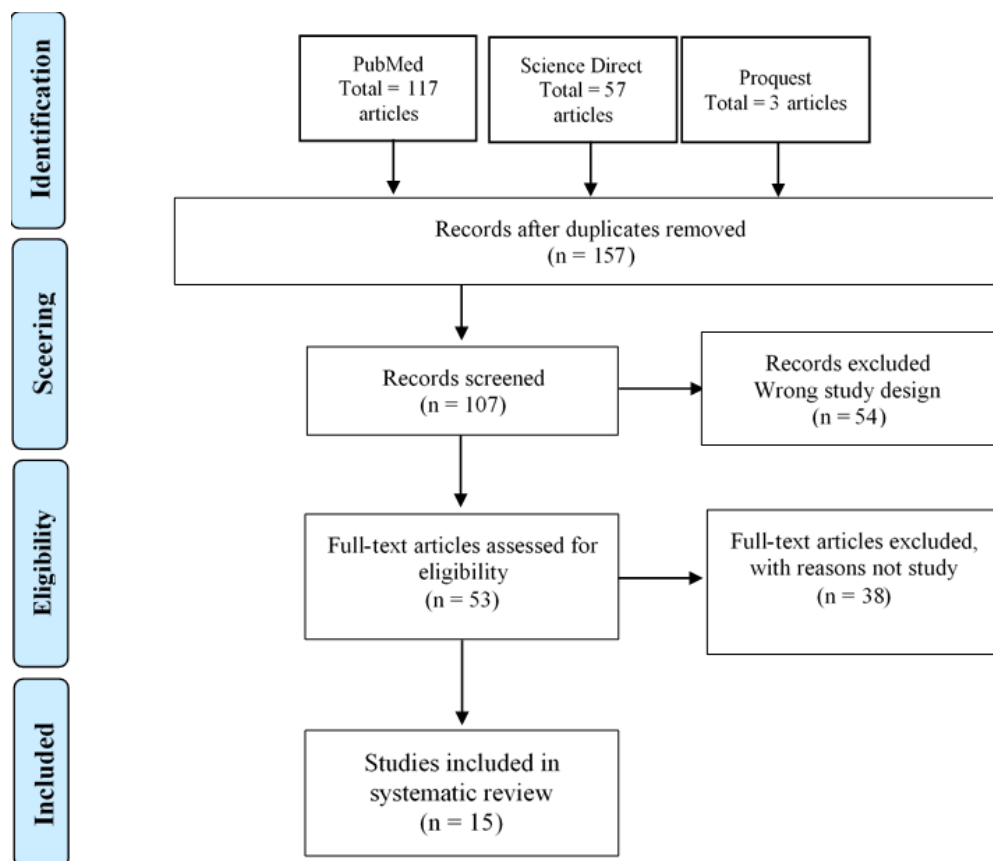 Identification
PubMed
Total = 117
articles
Science Direct
Total = 57
articles
Proquest
Total = 3 articles
Records after duplicates removed
(n = 157)
Sceering
Records screened
(n = 107)
Records excluded
Wrong study design
(n = 54)
Eligibility
Full-text articles assessed for
eligibility
(n = 53)
Full-text articles excluded,
with reasons not study
(n = 38)
Included
Studies included in
systematic review
(n = 15)